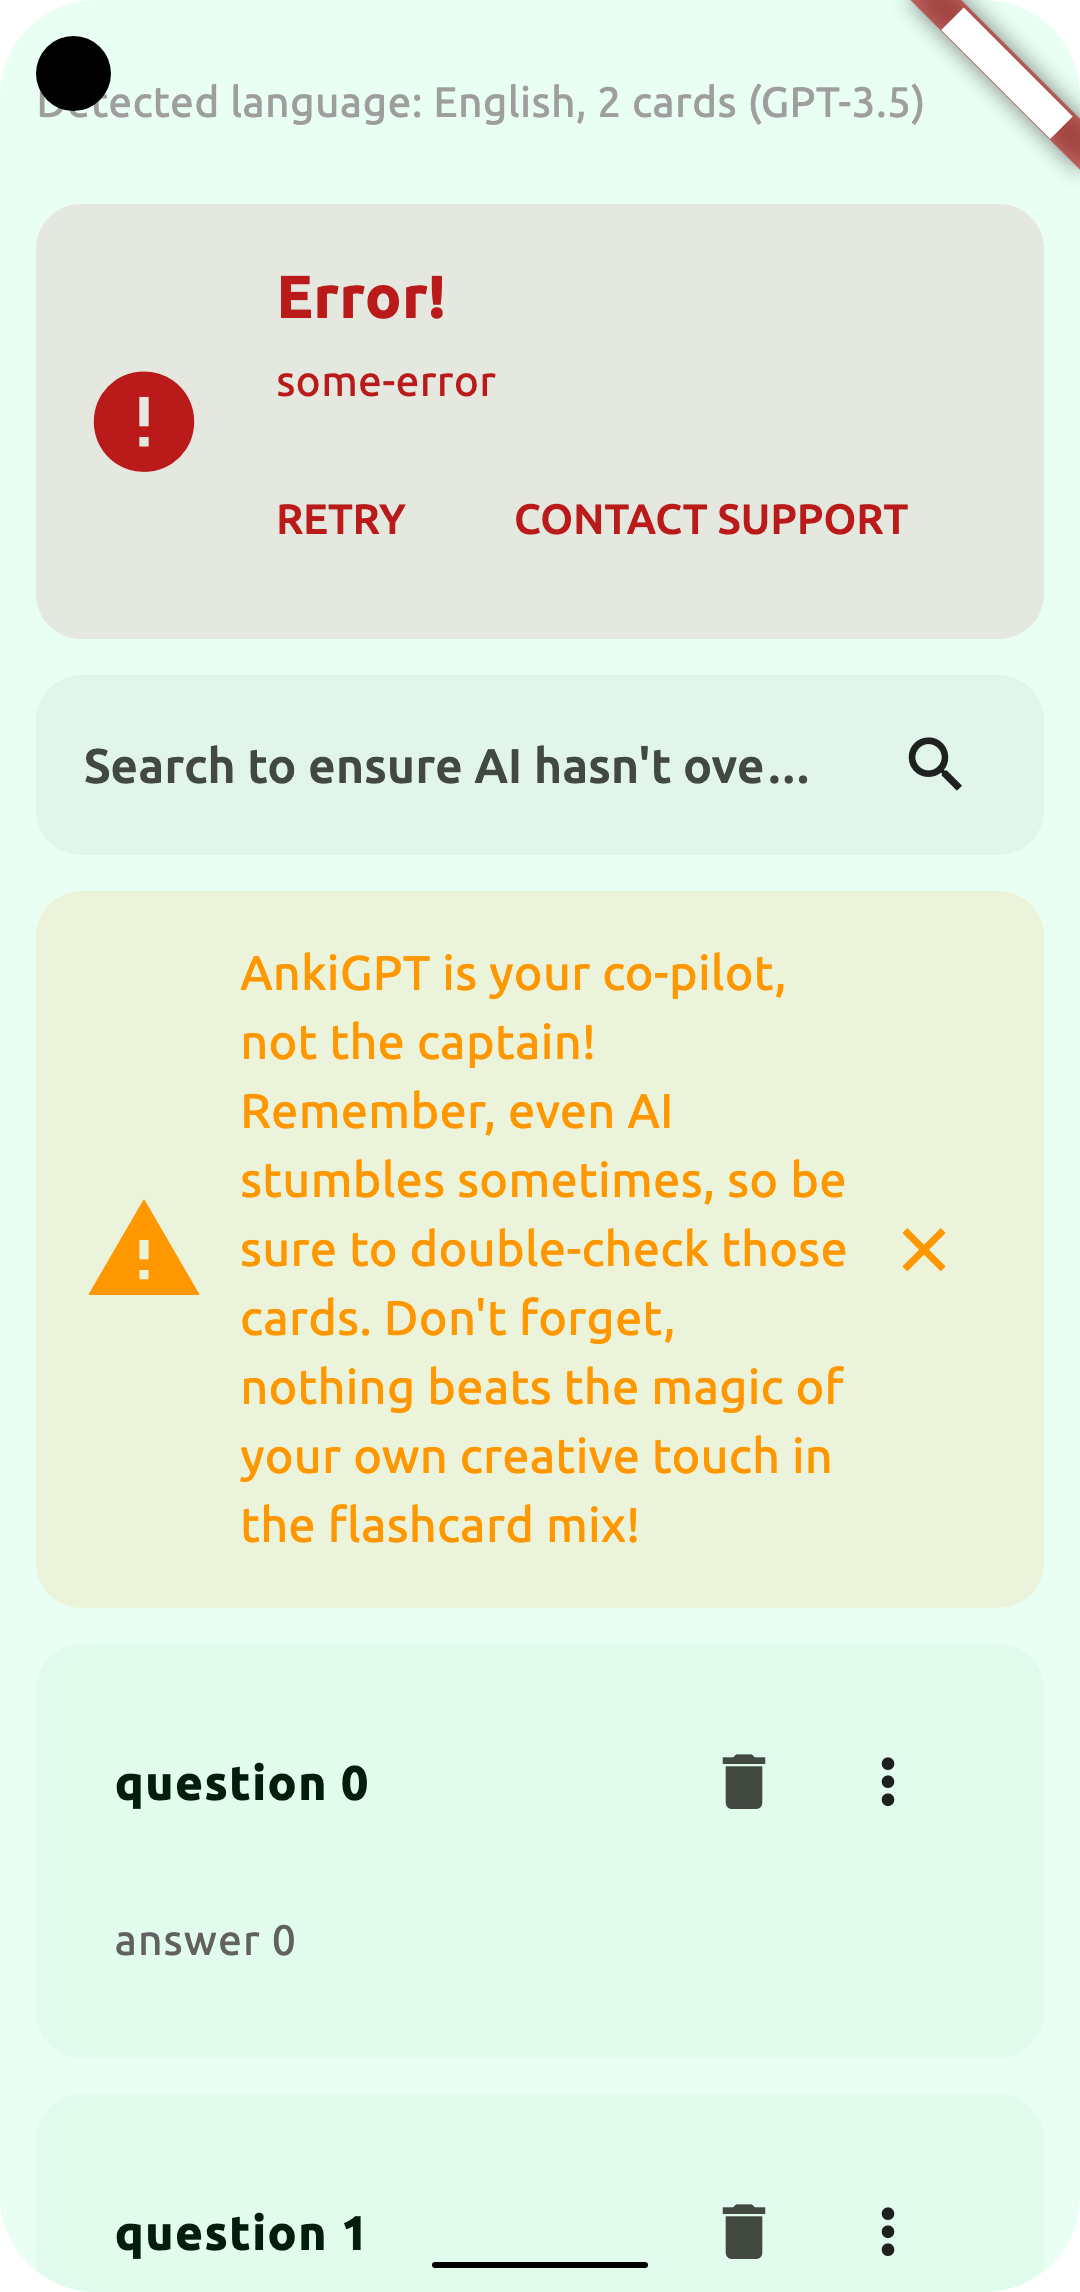 Detected language: English, 2 cards (GPT-3.5)
Error!
some-error
RETRY CONTACT SUPPORT
Search to ensure AI hasn't ove...
AnkiGPT is your co-pilot,
not the captain!
Remember, even AI
stumbles sometimes, so be
sure to double-check those
cards. Don't forget,
nothing beats the magic of
your own creative touch in
the flashcard mix!
question 0
answer 0
question 1